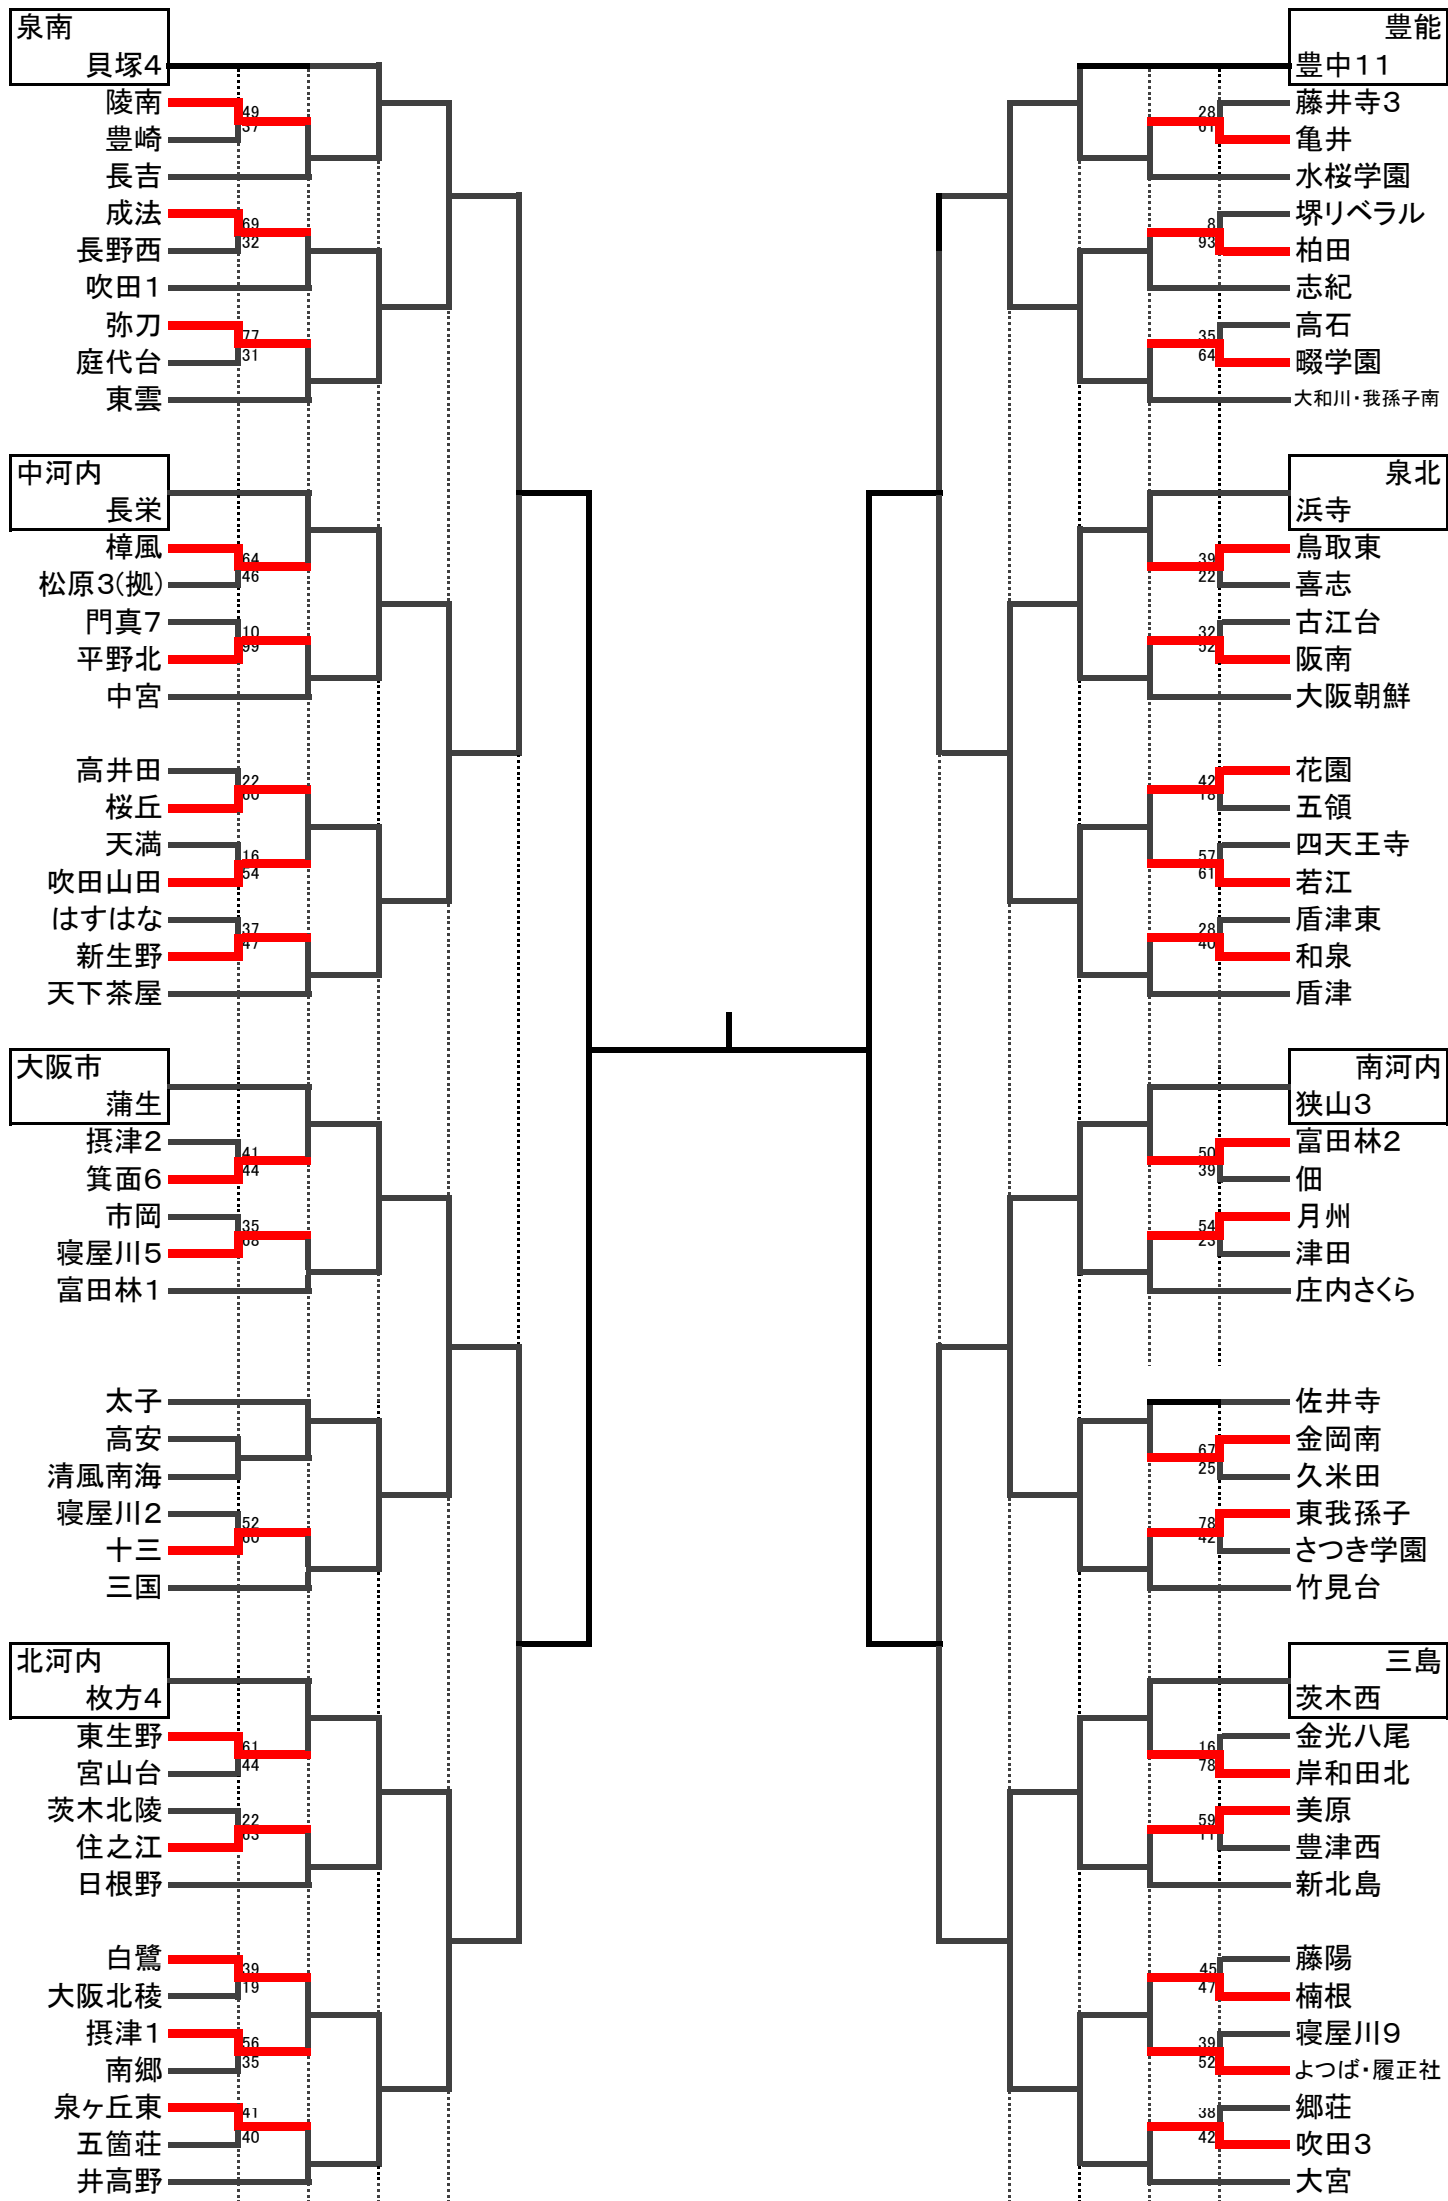 泉南
貝塚4
陵南
49
37
豊崎
長吉
成法
69
32
長野西
吹田1
弥刀
77
31
庭代台
東雲
中河内
長栄
樟風
64
46
松原3(拠)
門真7
10
99
平野北
中宮
高井田
22
60
桜丘
天満
16
54
吹田山田
はすはな
37
47
新生野
天下茶屋
大阪市
蒲生
摂津2
41
44
箕面6
市岡
35
68
寝屋川5
富田林1
太子
高安
清風南海
寝屋川2
52
60
十三
三国
北河内
枚方4
東生野
61
44
宮山台
茨木北陵
22
63
住之江
日根野
白鷺
39
19
大阪北稜
摂津1
56
35
南郷
泉ヶ丘東
41
40
五箇荘
井高野
豊能
豊中11
藤井寺3
28
61
亀井
水桜学園
堺リベラル
8
93
柏田
志紀
高石
35
64
畷学園
大和川・我孫子南
泉北
浜寺
鳥取東
39
22
喜志
古江台
32
52
阪南
大阪朝鮮
花園
42
18
五領
四天王寺
57
61
若江
盾津東
28
40
和泉
盾津
南河内
狭山3
富田林2
50
39
佃
月州
54
23
津田
庄内さくら
佐井寺
金岡南
67
25
久米田
東我孫子
78
42
さつき学園
竹見台
三島
茨木西
金光八尾
16
78
岸和田北
美原
59
11
豊津西
新北島
藤陽
45
47
楠根
寝屋川9
39
52
よつば・履正社
郷荘
38
42
吹田3
大宮